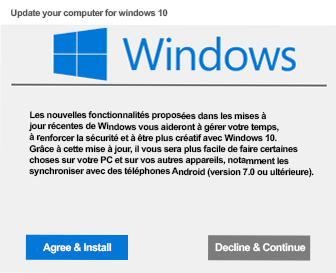 Update your computer for windows 10
Windows
Les nouvelles fonctionnalités proposées dans les mises à
jour récentes de Windows vous aideront à gérer votre temps,
à renforcer la sécurité et à être plus créatif avec Windows 10.
Grâce à cette mise à jour, il vous sera plus facile de faire certaines
choses sur votre PC et sur vos autres appareils, notamment les
synchroniser avec des téléphones Android (version 7.0 ou ultérieure).
Agree & Install
Decline & Continue